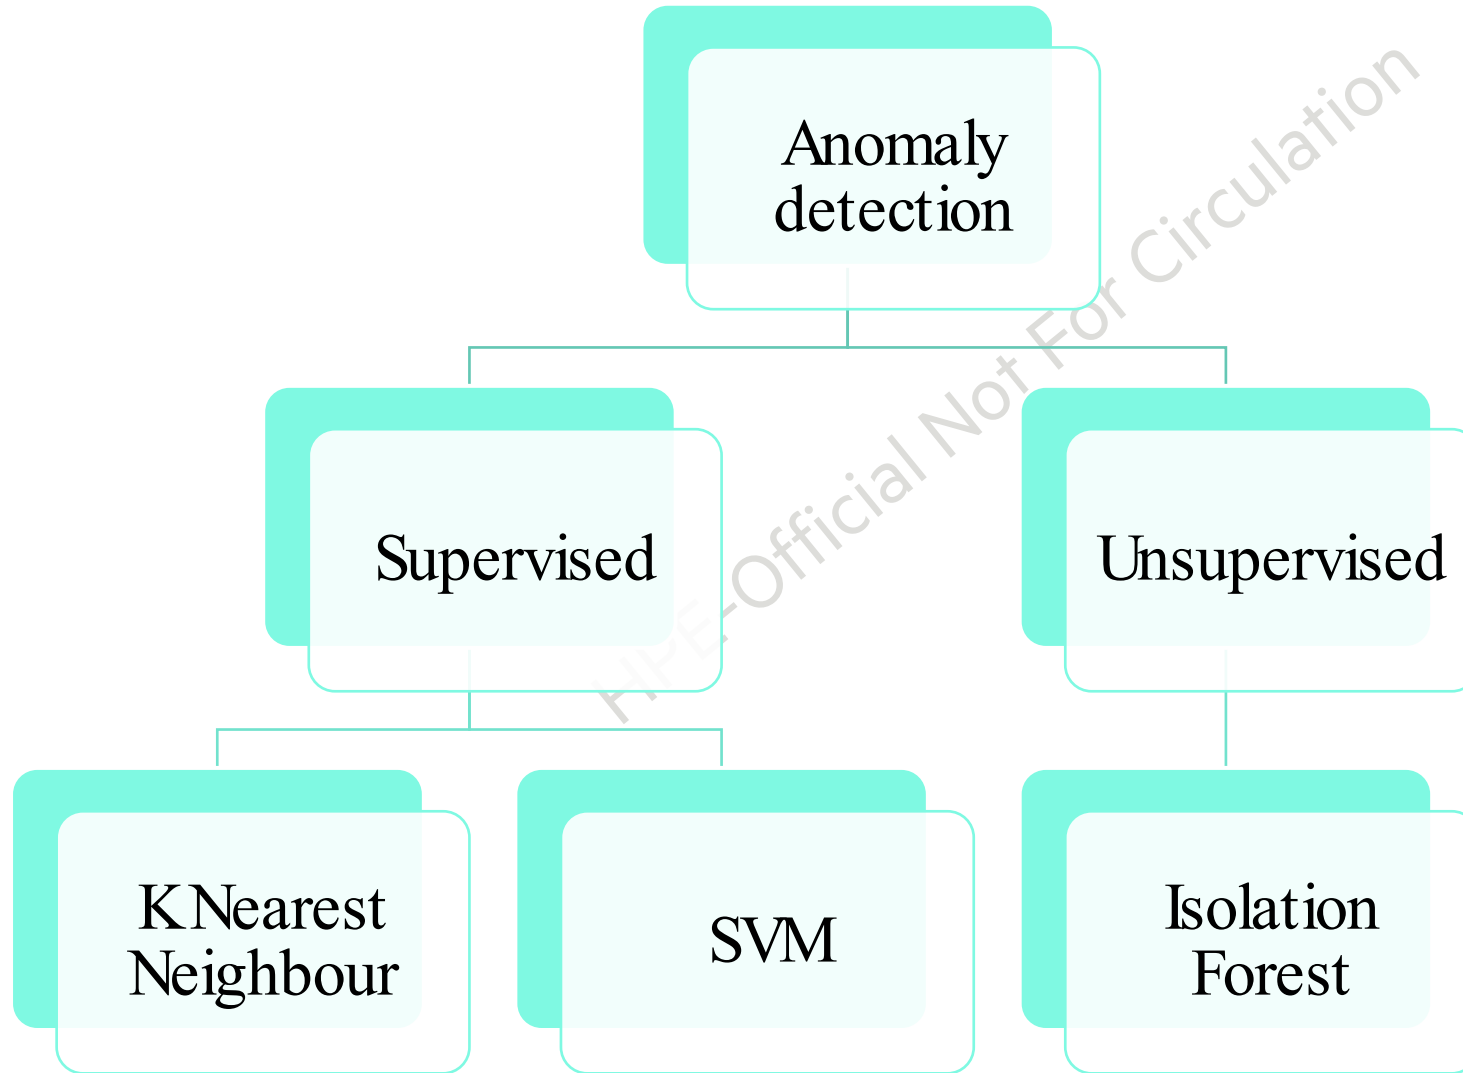 Anomaly
detection
HPE-Official Not For Circulation
Supervised
Unsupervised
K Nearest
Neighbour
SVM
Isolation
Forest